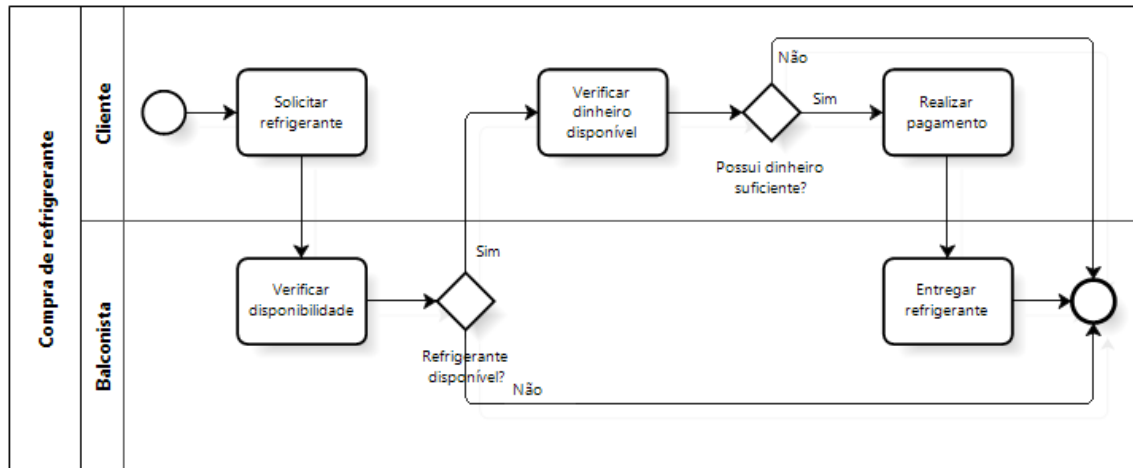 Compra de refrigrerante
Cliente
Solicitar
refrigerante
Verificar
dinheiro
disponível
Não
Sim
Possui dinheiro
suficiente?
Realizar
pagamento
Balconista
Verificar
disponibilidade
Sim
Refrigerante
disponível?
Não
Entregar
refrigerante